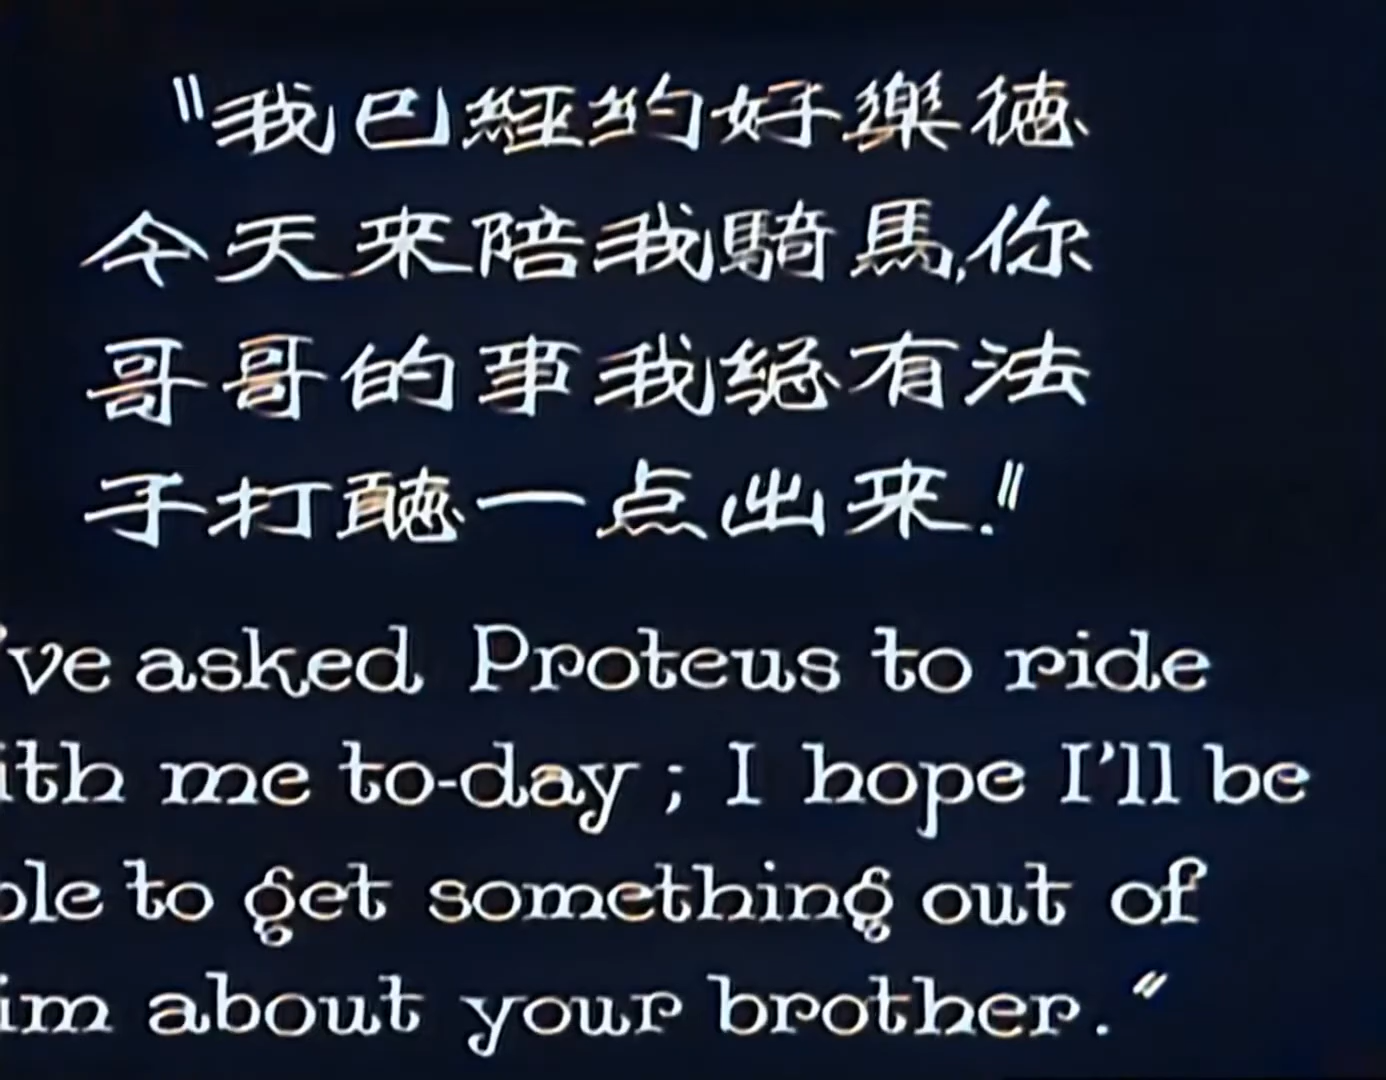 "我已經約好樂德
今天来陪我騎馬,你
哥哥的事我總有法
子打聽一点出来."
've asked Proteus to ride
ith me to-day ; I hope I'll be
ble to get something out of
im about your brother."